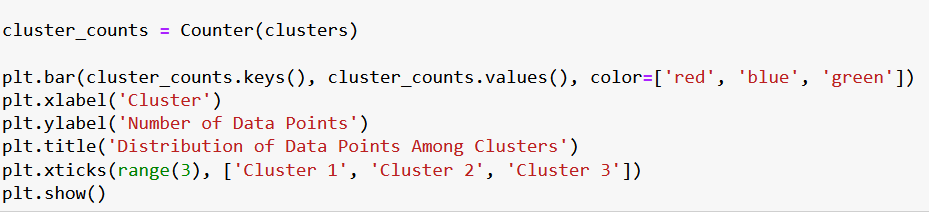 cluster_counts = Counter(clusters)
plt.bar(cluster_counts.keys(), cluster_counts.values(), color=['red', 'blue', 'green'])
plt.xlabel('Cluster')
plt.ylabel('Number of Data Points')
plt.title('Distribution of Data Points Among Clusters')
plt.xticks(range(3), ['Cluster 1', 'Cluster 2', 'Cluster 3'])
plt.show()